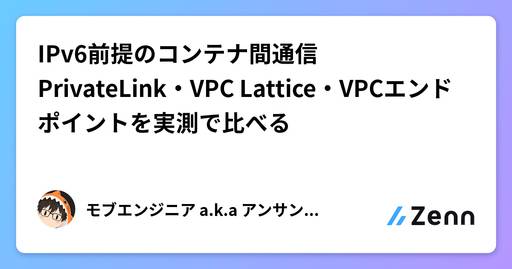 IPv6前提のコンテナ間通信
PrivateLink・VPC Lattice・VPCエンド
ポイントを実測で比べる
モブエンジニア a.k.a アンサン...
Zenn